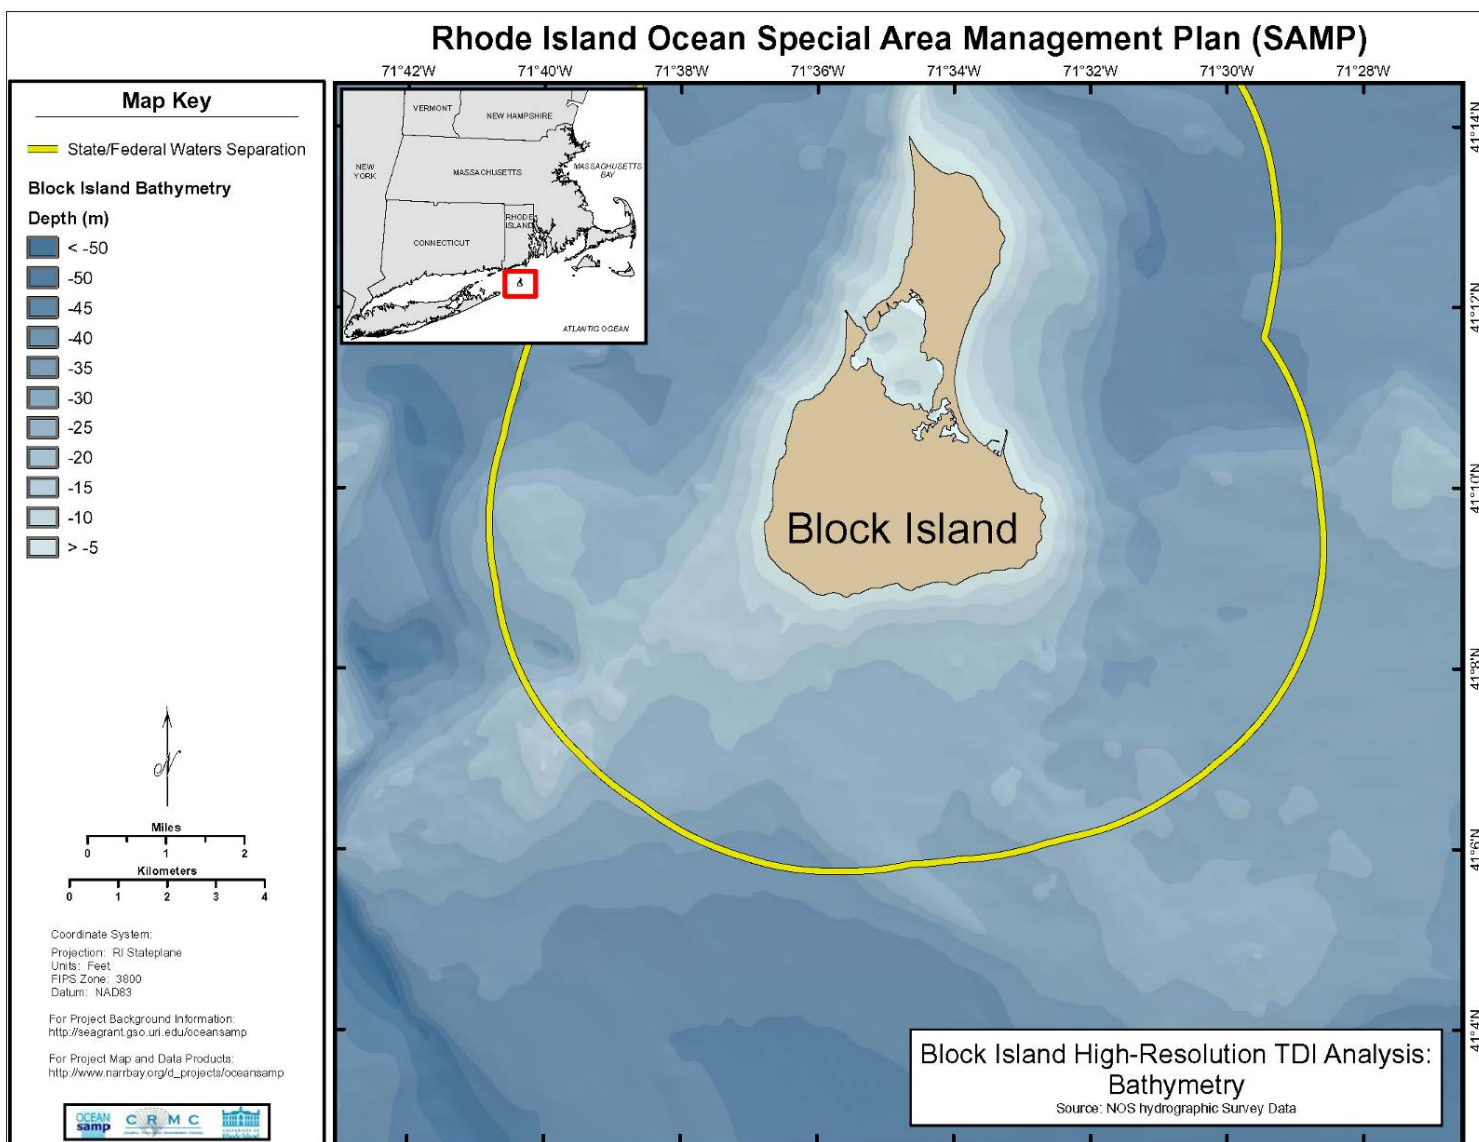 Rhode Island Ocean Special Area Management Plan (SAMP)
71°42'W 71°40'W 71°38'W 71°36'W 71°34'W 71°32'W 71°30'W 71°28'W
Map Key
State/Federal Waters Separation
Block Island Bathymetry
Depth (m)
< -50
-50
-45
-40
-35
-30
-25
-20
-15
-10
> -5
Miles
0 1 2
Kilometers
0 1 2 3 4
Coordinate System:
Projection: RI Stateplane
Units: Feet
FIPS Zone: 3800
Datum: NAD83
For Project Background Information:
http://seagrant.gso.uri.edu/oceansamp
For Project Map and Data Products:
http://www.narrbay.org/d_projects/oceansamp
OCEAN
samp
C R M C
VERMONT
NEW HAMPSHIRE
NEW
YORK
MASSACHUSETTS
MASSACHUSETTS
BAY
RHODE
ISLAND
CONNECTICUT
ATLANTIC OCEAN
N
Block Island
41°14'N
41°12'N
41°10'N
41°8'N
41°6'N
41°4'N
Block Island High-Resolution TDI Analysis:
Bathymetry
Source: NOS hydrographic Survey Data